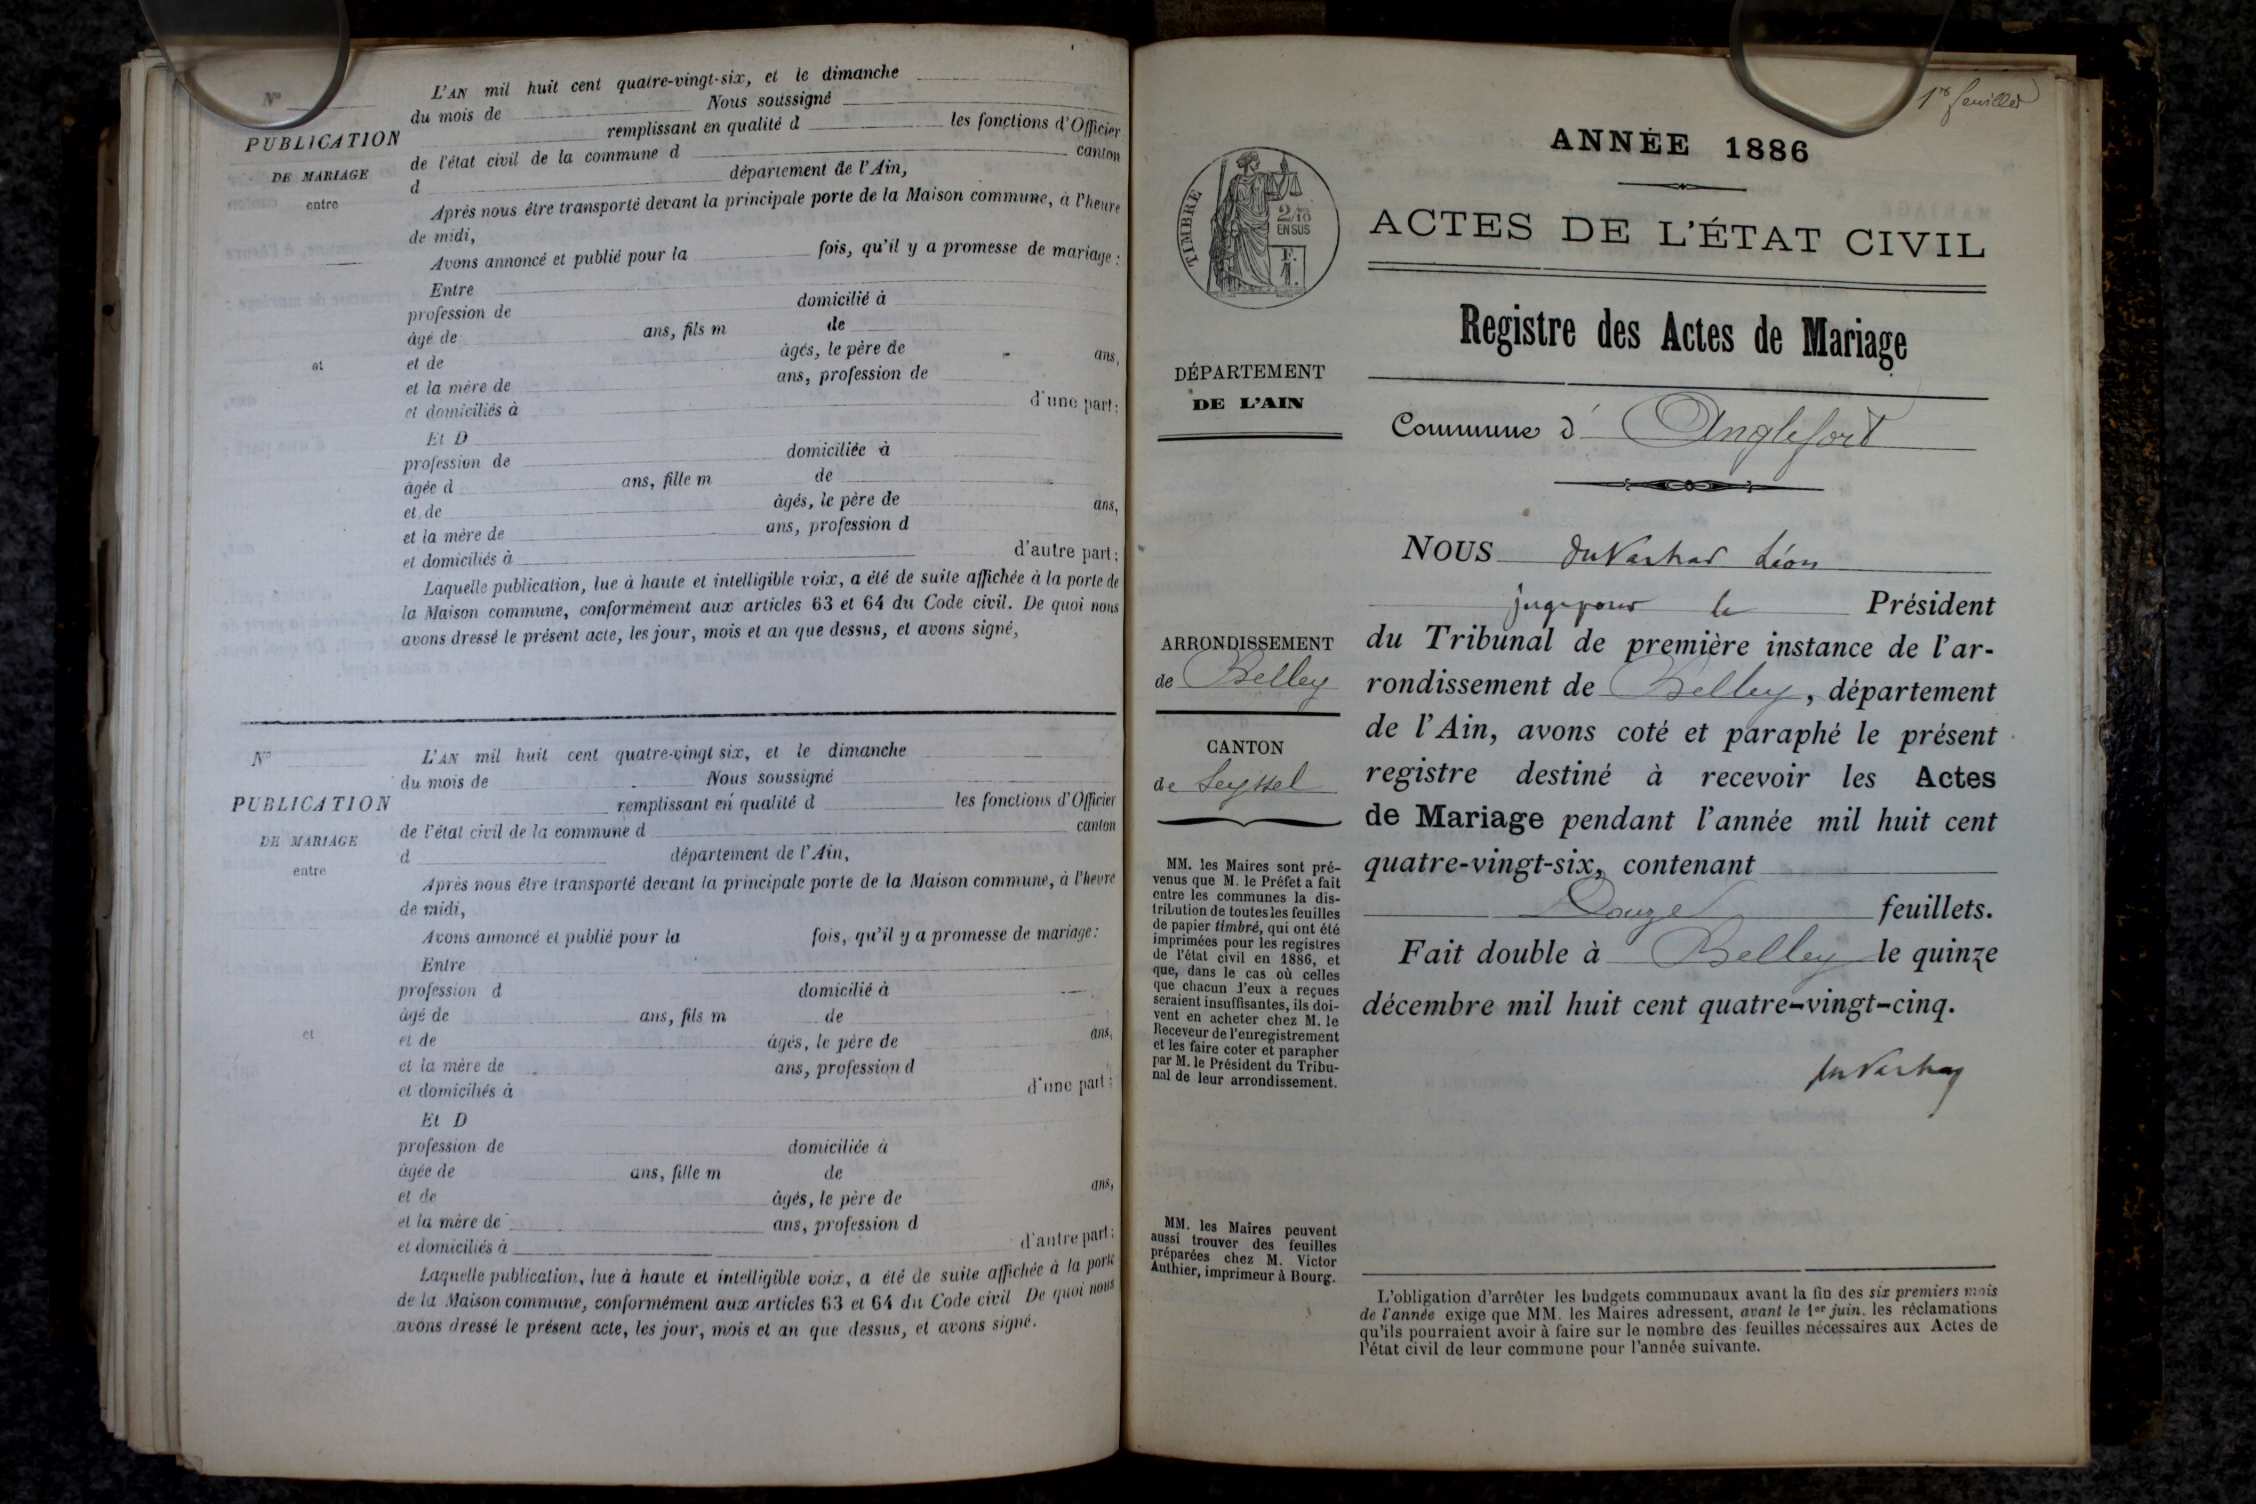 N°
PUBLICATION
DE MARIAGE
entre
et
L'AN mil huit cent quatre-vingt-six, et le dimanche
du mois de Nous soussigné
remplissant en qualité d les fonctions d'Officier
de l'état civil de la commune d canton
d département de l'Ain,
Après nous être transporté devant la principale porte de la Maison commune, à l'heure
de midi,
Avons annoncé et publié pour la fois, qu'il y a promesse de mariage :
Entre
profession de domicilié à
âgé de ans, fils m de
et de âgés, le père de ans,
et la mère de ans, profession de
et domiciliés à d'une part ;
Et D
profession de domiciliée à
âgée d ans, fille m de
et de âgés, le père de ans,
et la mère de ans, profession d
et domiciliés à d'autre part ;
Laquelle publication, lue à haute et intelligible voix, a été de suite affichée à la porte de
la Maison commune, conformément aux articles 63 et 64 du Code civil. De quoi nous
avons dressé le présent acte, les jour, mois et an que dessus, et avons signé,
N°
PUBLICATION
DE MARIAGE
entre
et
L'AN mil huit cent quatre-vingt six, et le dimanche
du mois de Nous soussigné
remplissant en qualité d les fonctions d'Officier
de l'état civil de la commune d canton
d département de l'Ain,
Après nous être transporté devant la principale porte de la Maison commune, à l'heure
de midi,
Avons annoncé et publié pour la fois, qu'il y a promesse de mariage :
Entre
profession d domicilié à
âgé de ans, fils m de
et de âgés, le père de ans,
et la mère de ans, profession d
et domiciliés à d'une part ;
Et D
profession de domiciliée à
âgée de ans, fille m de
et de âgés, le père de ans,
et la mère de ans, profession d
et domiciliés à d'autre part ;
Laquelle publication, lue à haute et intelligible voix, a été de suite affichée à la porte
de la Maison commune, conformément aux articles 63 et 64 du Code civil De quoi nous
avons dressé le présent acte, les jour, mois et an que dessus, et avons signé.
1er feuillet
TIMBRE
2/10
EN SUS
F.
1.
DÉPARTEMENT
DE L'AIN
ARRONDISSEMENT
de Belley
CANTON
de Seyssel
MM. les Maires sont pré-
venus que M. le Préfet a fait
entre les communes la dis-
tribution de toutes les feuilles
de papier timbré, qui ont été
imprimées pour les registres
de l'état civil en 1886, et
que, dans le cas où celles
que chacun d'eux a reçues
seraient insuffisantes, ils doi-
vent en acheter chez M. le
Receveur de l'enregistrement
et les faire coter et parapher
par M. le Président du Tribu-
nal de leur arrondissement.
MM. les Maires peuvent
aussi trouver des feuilles
préparées chez M. Victor
Authier, imprimeur à Bourg.
ANNÉE 1886
ACTES DE L'ÉTAT CIVIL
Registre des Actes de Mariage
Commune d' Anglefort
NOUS Léon
juge pour le Président
du Tribunal de première instance de l'ar-
rondissement de Belley, département
de l'Ain, avons coté et paraphé le présent
registre destiné à recevoir les Actes
de Mariage pendant l'année mil huit cent
quatre-vingt-six, contenant
Douze feuillets.
Fait double à Belley le quinze
décembre mil huit cent quatre-vingt-cinq.
L'obligation d'arrêter les budgets communaux avant la fin des six premiers mois
de l'année exige que MM. les Maires adressent, avant le 1er juin, les réclamations
qu'ils pourraient avoir à faire sur le nombre des feuilles nécessaires aux Actes de
l'état civil de leur commune pour l'année suivante.